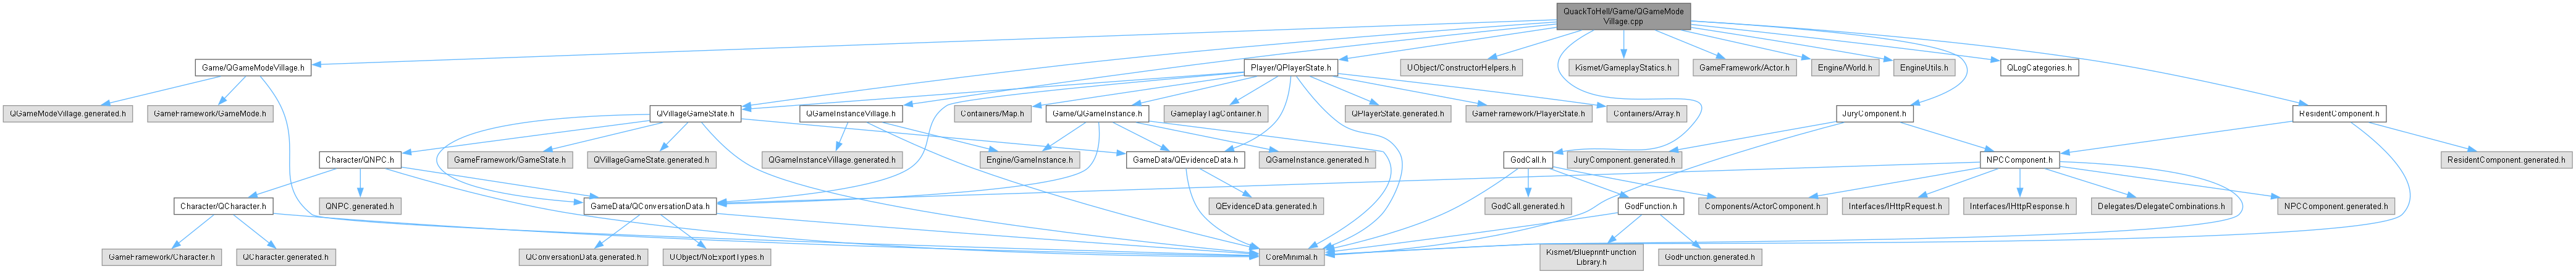 QuackToHell/Game/QGameMode
Village.cpp
Game/QGameModeVillage.h
Player/QPlayerState.h
UObject/ConstructorHelpers.h
Kismet/GameplayStatics.h
GameFramework/Actor.h
Engine/World.h
EngineUtils.h
QLogCategories.h
QGameModeVillage.generated.h
GameFramework/GameMode.h
QVillageGameState.h
QGameInstanceVillage.h
Containers/Map.h
Game/QGameInstance.h
GameplayTagContainer.h
QPlayerState.generated.h
GameFramework/PlayerState.h
Containers/Array.h
JuryComponent.h
ResidentComponent.h
Character/QNPC.h
GameFramework/GameState.h
QVillageGameState.generated.h
QGameInstanceVillage.generated.h
Engine/GameInstance.h
GameData/QEvidenceData.h
QGameInstance.generated.h
GodCall.h
JuryComponent.generated.h
NPCComponent.h
ResidentComponent.generated.h
Character/QCharacter.h
QNPC.generated.h
GameData/QConversationData.h
QEvidenceData.generated.h
GodCall.generated.h
GodFunction.h
Components/ActorComponent.h
Interfaces/IHttpRequest.h
Interfaces/IHttpResponse.h
Delegates/DelegateCombinations.h
NPCComponent.generated.h
GameFramework/Character.h
QCharacter.generated.h
QConversationData.generated.h
UObject/NoExportTypes.h
CoreMinimal.h
Kismet/BlueprintFunction
Library.h
GodFunction.generated.h